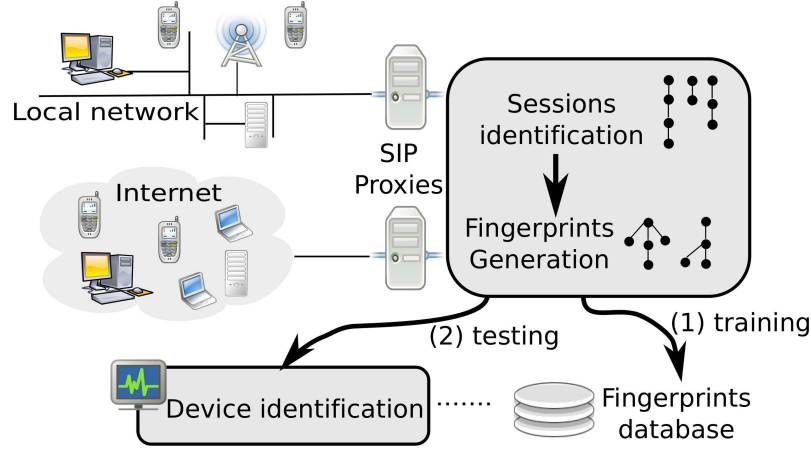 Local network
SIP
Proxies
Internet
Sessions
identification
Fingerprints
Generation
(2) testing
(1) training
Device identification
.......
Fingerprints
database